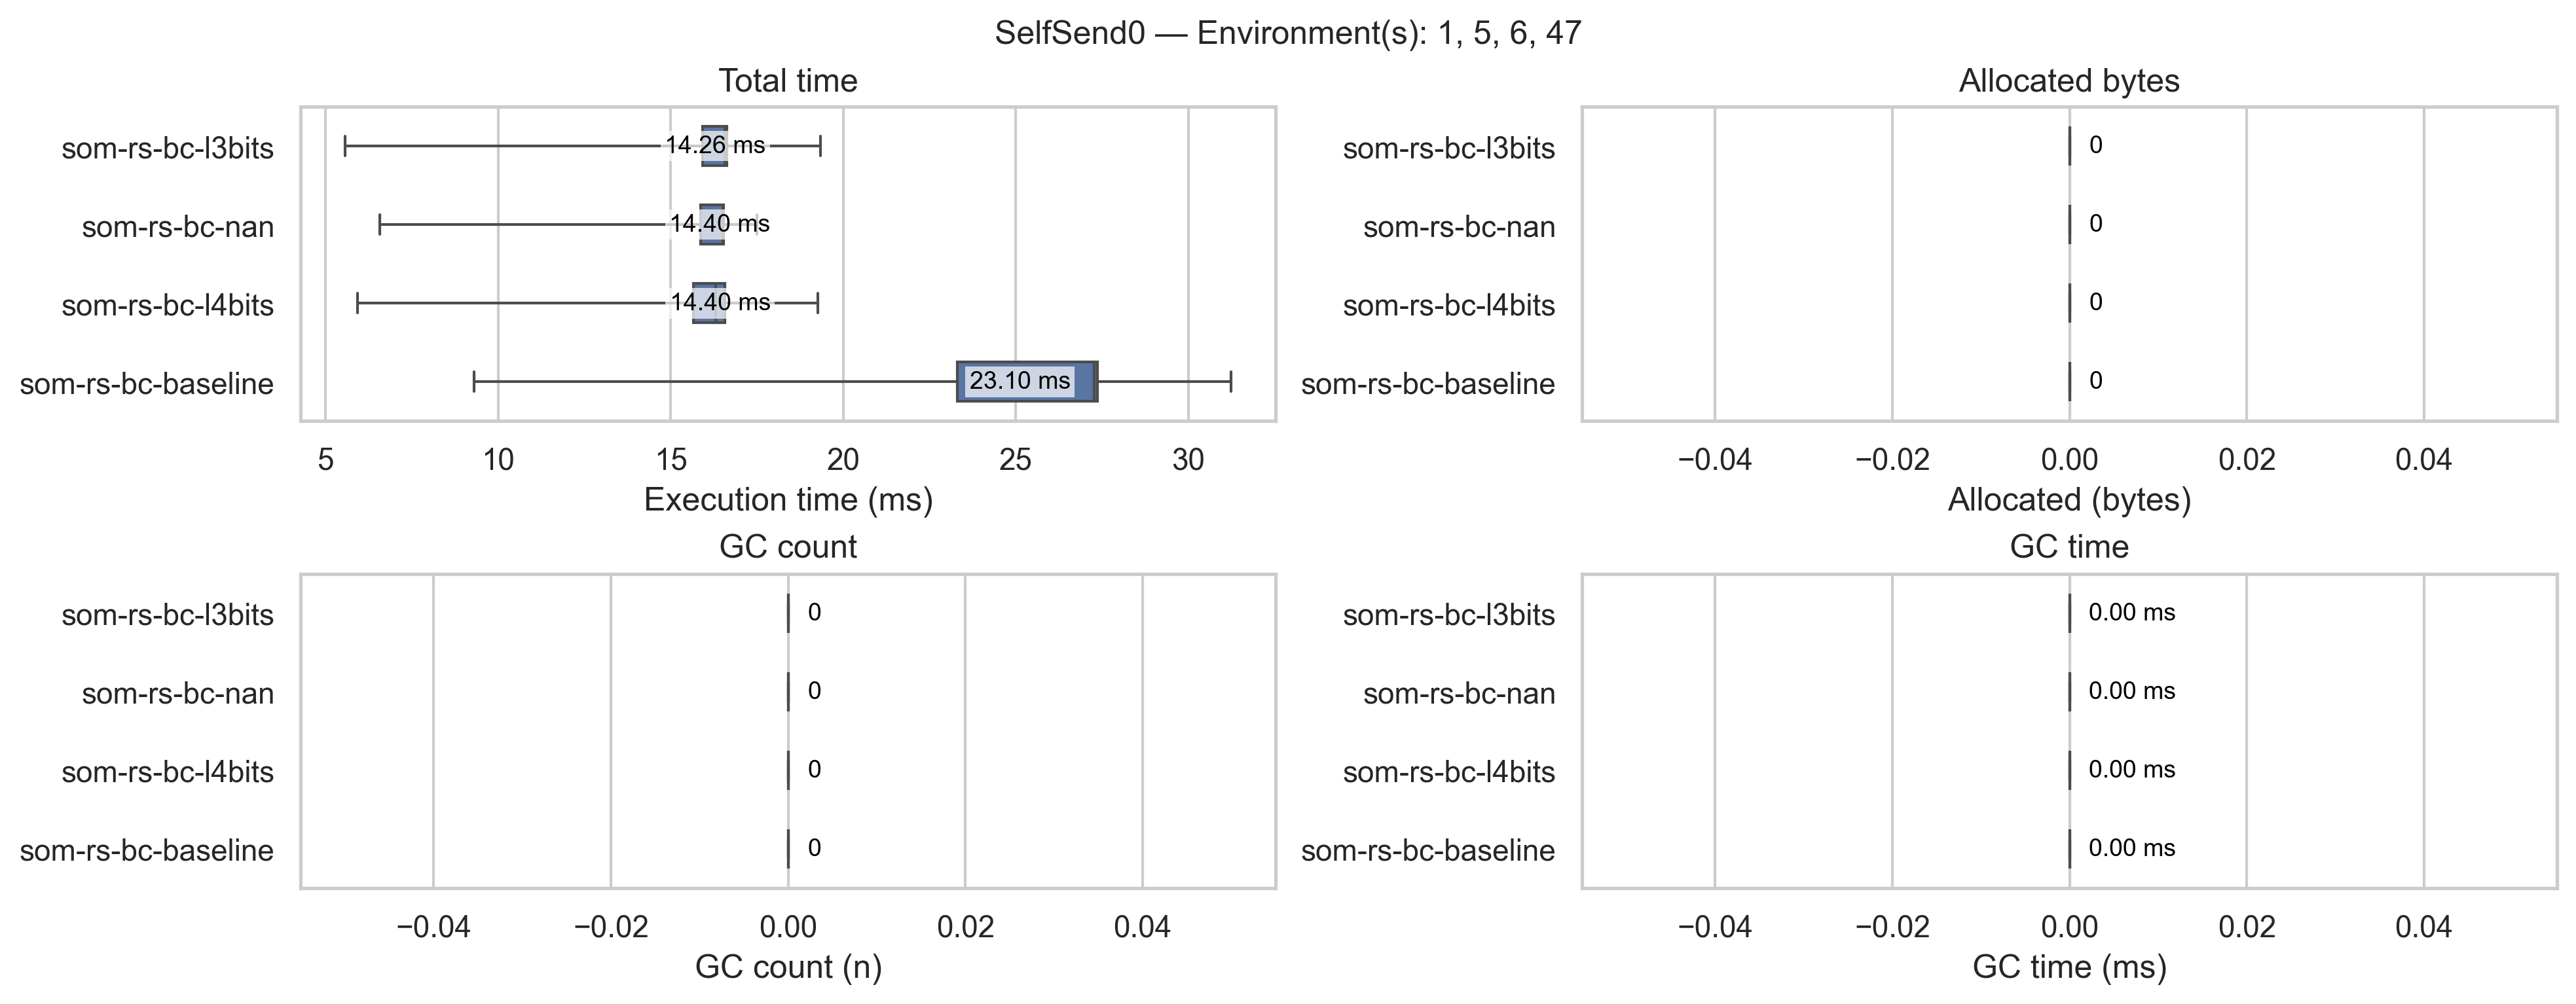 SelfSend0 — Environment(s): 1, 5, 6, 47
Total time
som-rs-bc-l3bits
14.26 ms
som-rs-bc-nan
14.40 ms
som-rs-bc-l4bits
14.40 ms
som-rs-bc-baseline
23.10 ms
5 10 15 20 25 30
Execution time (ms)
Allocated bytes
som-rs-bc-l3bits
0
som-rs-bc-nan
0
som-rs-bc-l4bits
0
som-rs-bc-baseline
0
−0.04 −0.02 0.00 0.02 0.04
Allocated (bytes)
GC count
som-rs-bc-l3bits
0
som-rs-bc-nan
0
som-rs-bc-l4bits
0
som-rs-bc-baseline
0
−0.04 −0.02 0.00 0.02 0.04
GC count (n)
GC time
som-rs-bc-l3bits
0.00 ms
som-rs-bc-nan
0.00 ms
som-rs-bc-l4bits
0.00 ms
som-rs-bc-baseline
0.00 ms
−0.04 −0.02 0.00 0.02 0.04
GC time (ms)